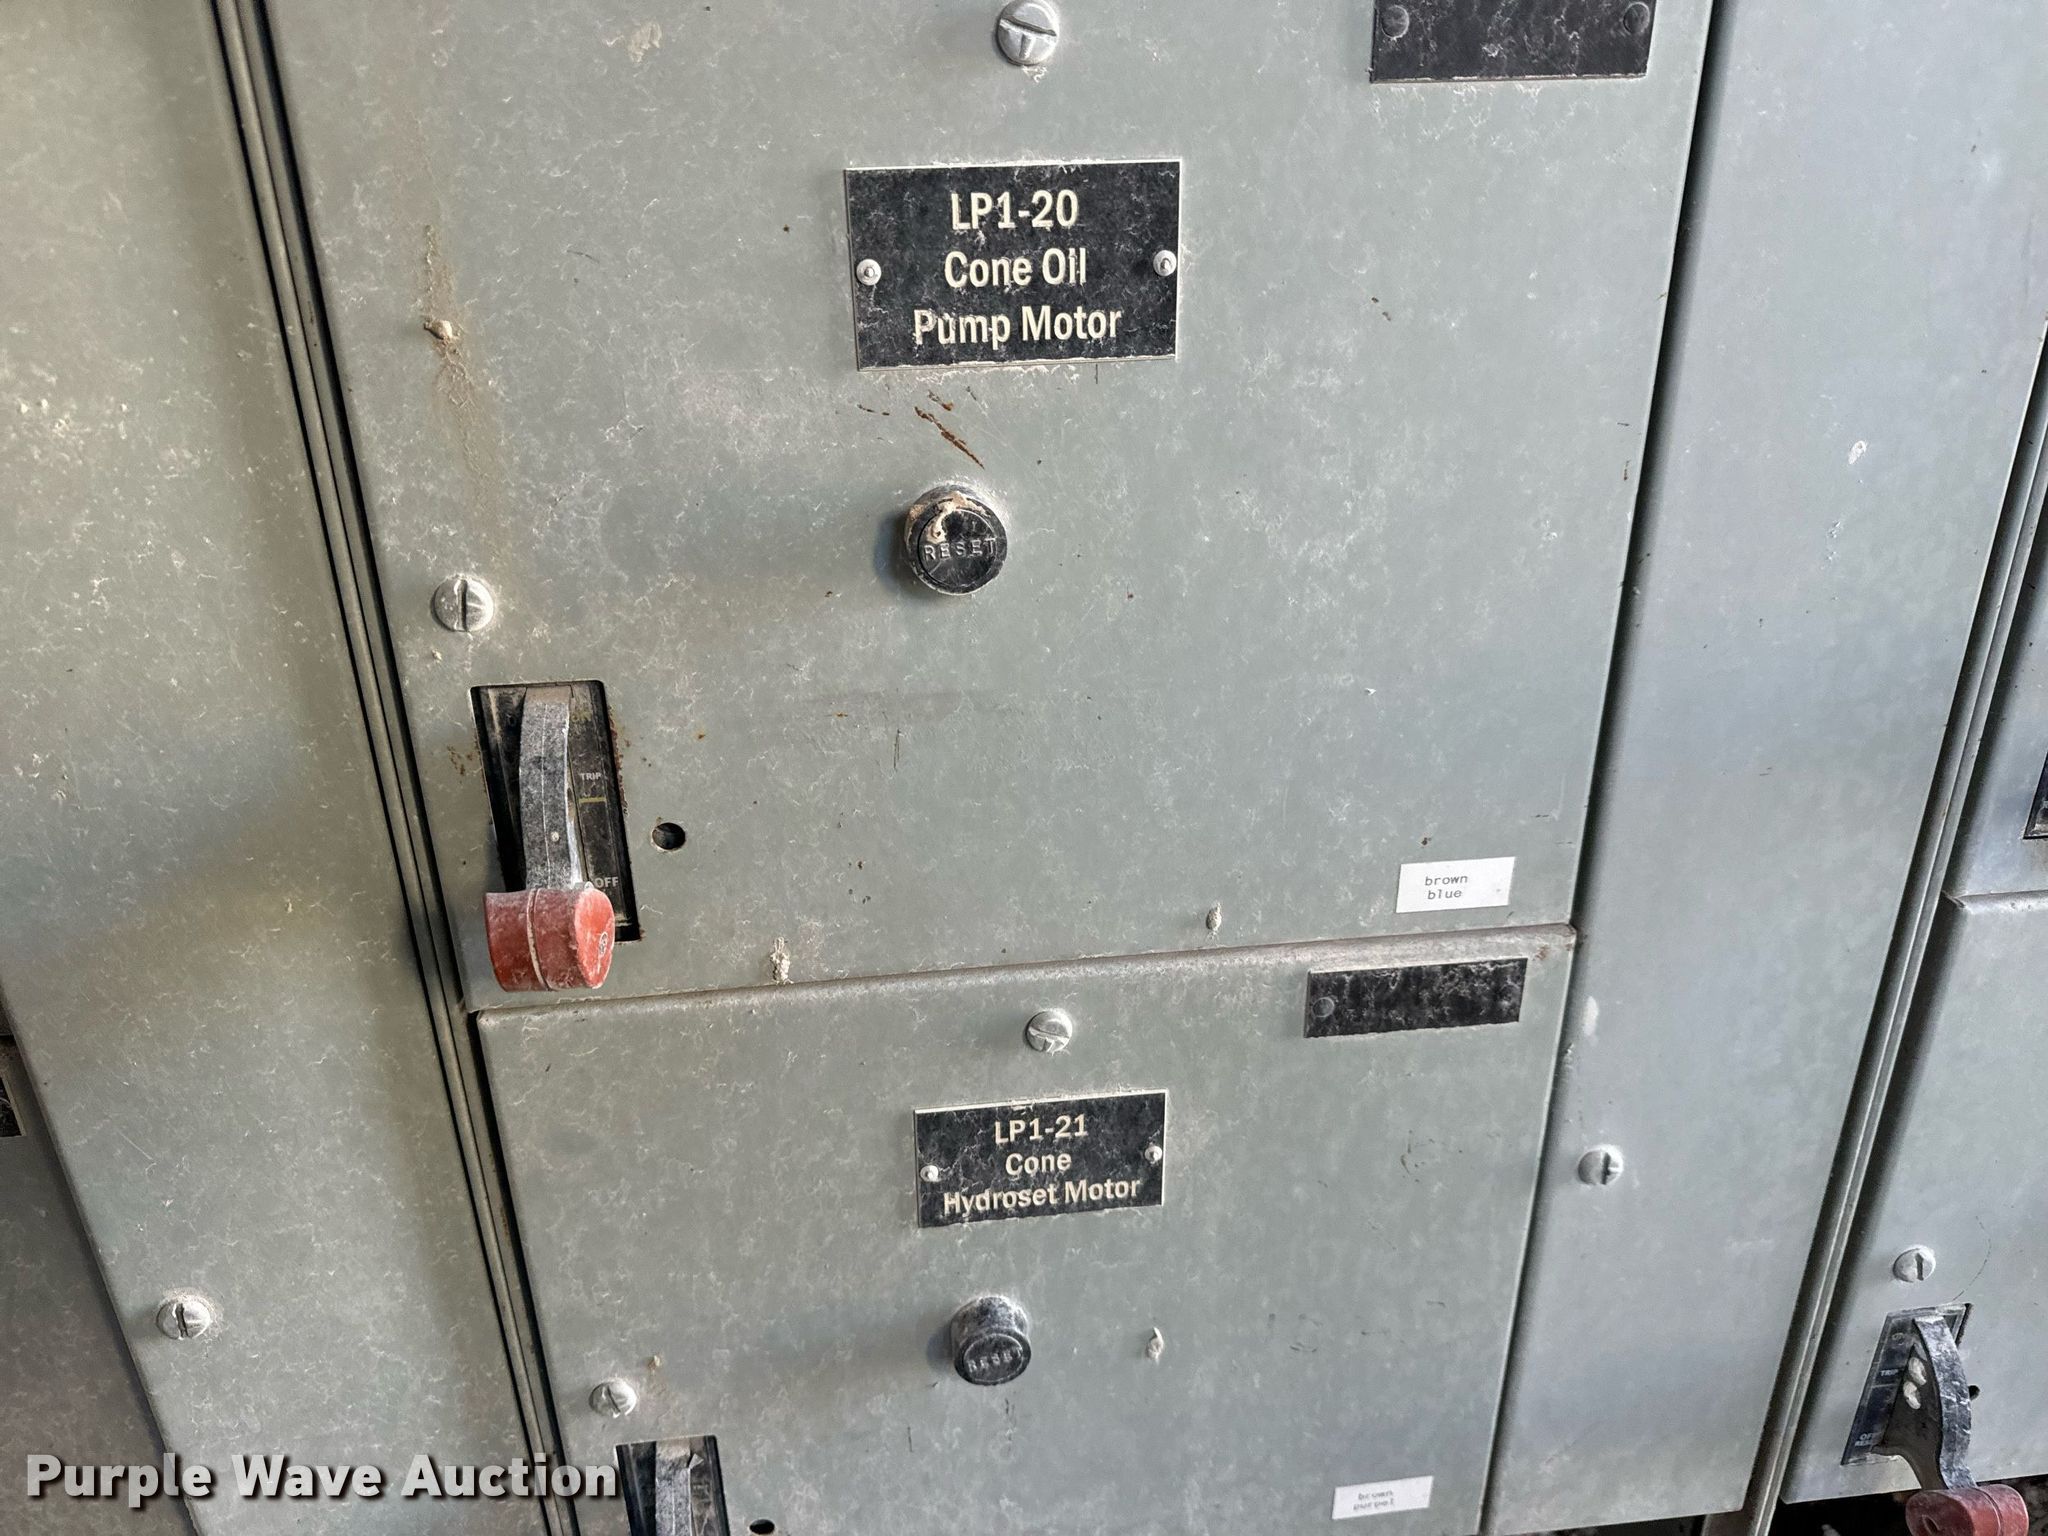 LP1-20
Cone Oil
Pump Motor
RESET
TRIP
OFF
brown
blue
LP1-21
Cone
Hydroset Motor
RESET
TRIP
brown
Purple Wave Auction